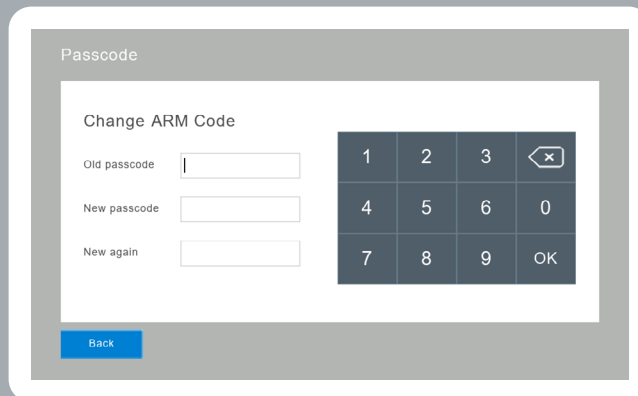 Passcode
Change ARM Code
Old passcode
New passcode
New again
1 2 3
4 5 6 0
7 8 9 OK
Back